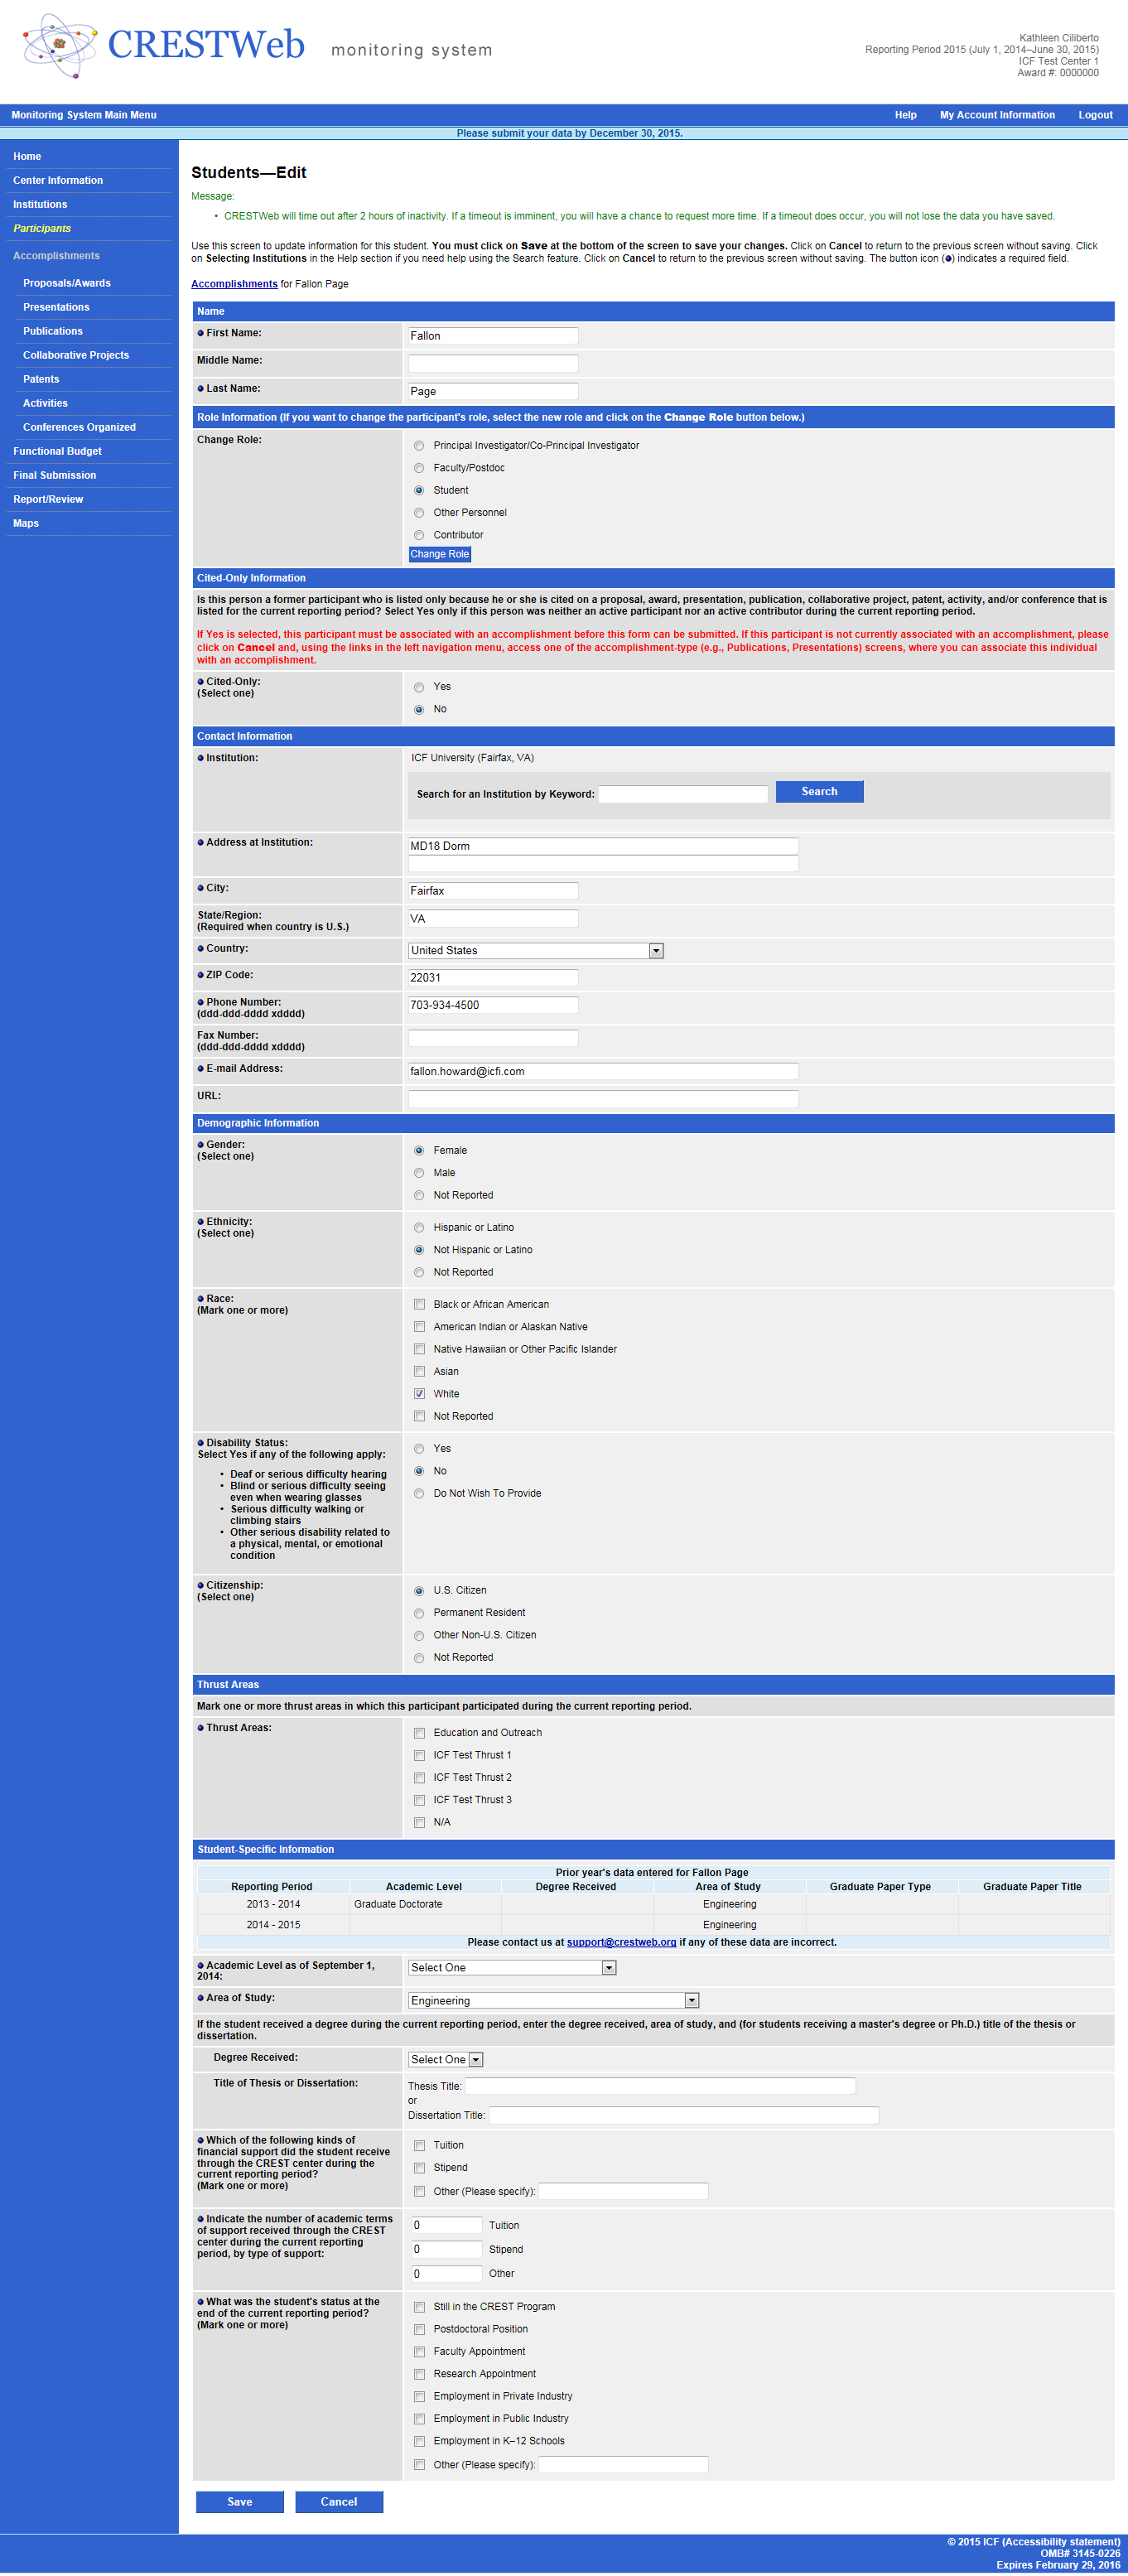 CRESTWeb monitoring system
Kathleen Ciliberto
Reporting Period 2015 (July 1, 2014–June 30, 2015)
ICF Test Center 1
Award #: 0000000
Monitoring System Main Menu
Help My Account Information Logout
Please submit your data by December 30, 2015.
Home
Center Information
Institutions
Participants
Accomplishments
Proposals/Awards
Presentations
Publications
Collaborative Projects
Patents
Activities
Conferences Organized
Functional Budget
Final Submission
Report/Review
Maps
Students—Edit
Message:
• CRESTWeb will time out after 2 hours of inactivity. If a timeout is imminent, you will have a chance to request more time. If a timeout does occur, you will not lose the data you have saved.
Use this screen to update information for this student. You must click on Save at the bottom of the screen to save your changes. Click on Cancel to return to the previous screen without saving. Click
on Selecting Institutions in the Help section if you need help using the Search feature. Click on Cancel to return to the previous screen without saving. The button icon () indicates a required field.
Accomplishments for Fallon Page
Name
First Name: Fallon
Middle Name:
Last Name: Page
Role Information (If you want to change the participant's role, select the new role and click on the Change Role button below.)
Change Role:
Principal Investigator/Co-Principal Investigator
Faculty/Postdoc
Student
Other Personnel
Contributor
Change Role
Cited-Only Information
Is this person a former participant who is listed only because he or she is cited on a proposal, award, presentation, publication, collaborative project, patent, activity, and/or conference that is
listed for the current reporting period? Select Yes only if this person was neither an active participant nor an active contributor during the current reporting period.
If Yes is selected, this participant must be associated with an accomplishment before this form can be submitted. If this participant is not currently associated with an accomplishment, please
click on Cancel and, using the links in the left navigation menu, access one of the accomplishment-type (e.g., Publications, Presentations) screens, where you can associate this individual
with an accomplishment.
Cited-Only:
(Select one)
Yes
No
Contact Information
Institution:
ICF University (Fairfax, VA)
Search for an Institution by Keyword: Search
Address at Institution: MD18 Dorm
City: Fairfax
State/Region:
(Required when country is U.S.)
VA
Country: United States
ZIP Code: 22031
Phone Number:
(ddd-ddd-dddd xdddd)
703-934-4500
Fax Number:
(ddd-ddd-dddd xdddd)
E-mail Address: fallon.howard@icfi.com
URL:
Demographic Information
Gender:
(Select one)
Female
Male
Not Reported
Ethnicity:
(Select one)
Hispanic or Latino
Not Hispanic or Latino
Not Reported
Race:
(Mark one or more)
Black or African American
American Indian or Alaskan Native
Native Hawaiian or Other Pacific Islander
Asian
White
Not Reported
Disability Status:
Select Yes if any of the following apply:
• Deaf or serious difficulty hearing
• Blind or serious difficulty seeing
even when wearing glasses
• Serious difficulty walking or
climbing stairs
• Other serious disability related to
a physical, mental, or emotional
condition
Yes
No
Do Not Wish To Provide
Citizenship:
(Select one)
U.S. Citizen
Permanent Resident
Other Non-U.S. Citizen
Not Reported
Thrust Areas
Mark one or more thrust areas in which this participant participated during the current reporting period.
Thrust Areas:
Education and Outreach
ICF Test Thrust 1
ICF Test Thrust 2
ICF Test Thrust 3
N/A
Student-Specific Information
Prior year's data entered for Fallon Page
Reporting Period Academic Level Degree Received Area of Study Graduate Paper Type Graduate Paper Title
2013 - 2014 Graduate Doctorate Engineering
2014 - 2015 Engineering
Please contact us at support@crestweb.org if any of these data are incorrect.
Academic Level as of September 1,
2014:
Select One
Area of Study: Engineering
If the student received a degree during the current reporting period, enter the degree received, area of study, and (for students receiving a master's degree or Ph.D.) title of the thesis or
dissertation.
Degree Received: Select One
Title of Thesis or Dissertation:
Thesis Title:
or
Dissertation Title:
Which of the following kinds of
financial support did the student receive
through the CREST center during the
current reporting period?
(Mark one or more)
Tuition
Stipend
Other (Please specify):
Indicate the number of academic terms
of support received through the CREST
center during the current reporting
period, by type of support:
0 Tuition
0 Stipend
0 Other
What was the student's status at the
end of the current reporting period?
(Mark one or more)
Still in the CREST Program
Postdoctoral Position
Faculty Appointment
Research Appointment
Employment in Private Industry
Employment in Public Industry
Employment in K–12 Schools
Other (Please specify):
Save Cancel
© 2015 ICF (Accessibility statement)
OMB# 3145-0226
Expires February 29, 2016